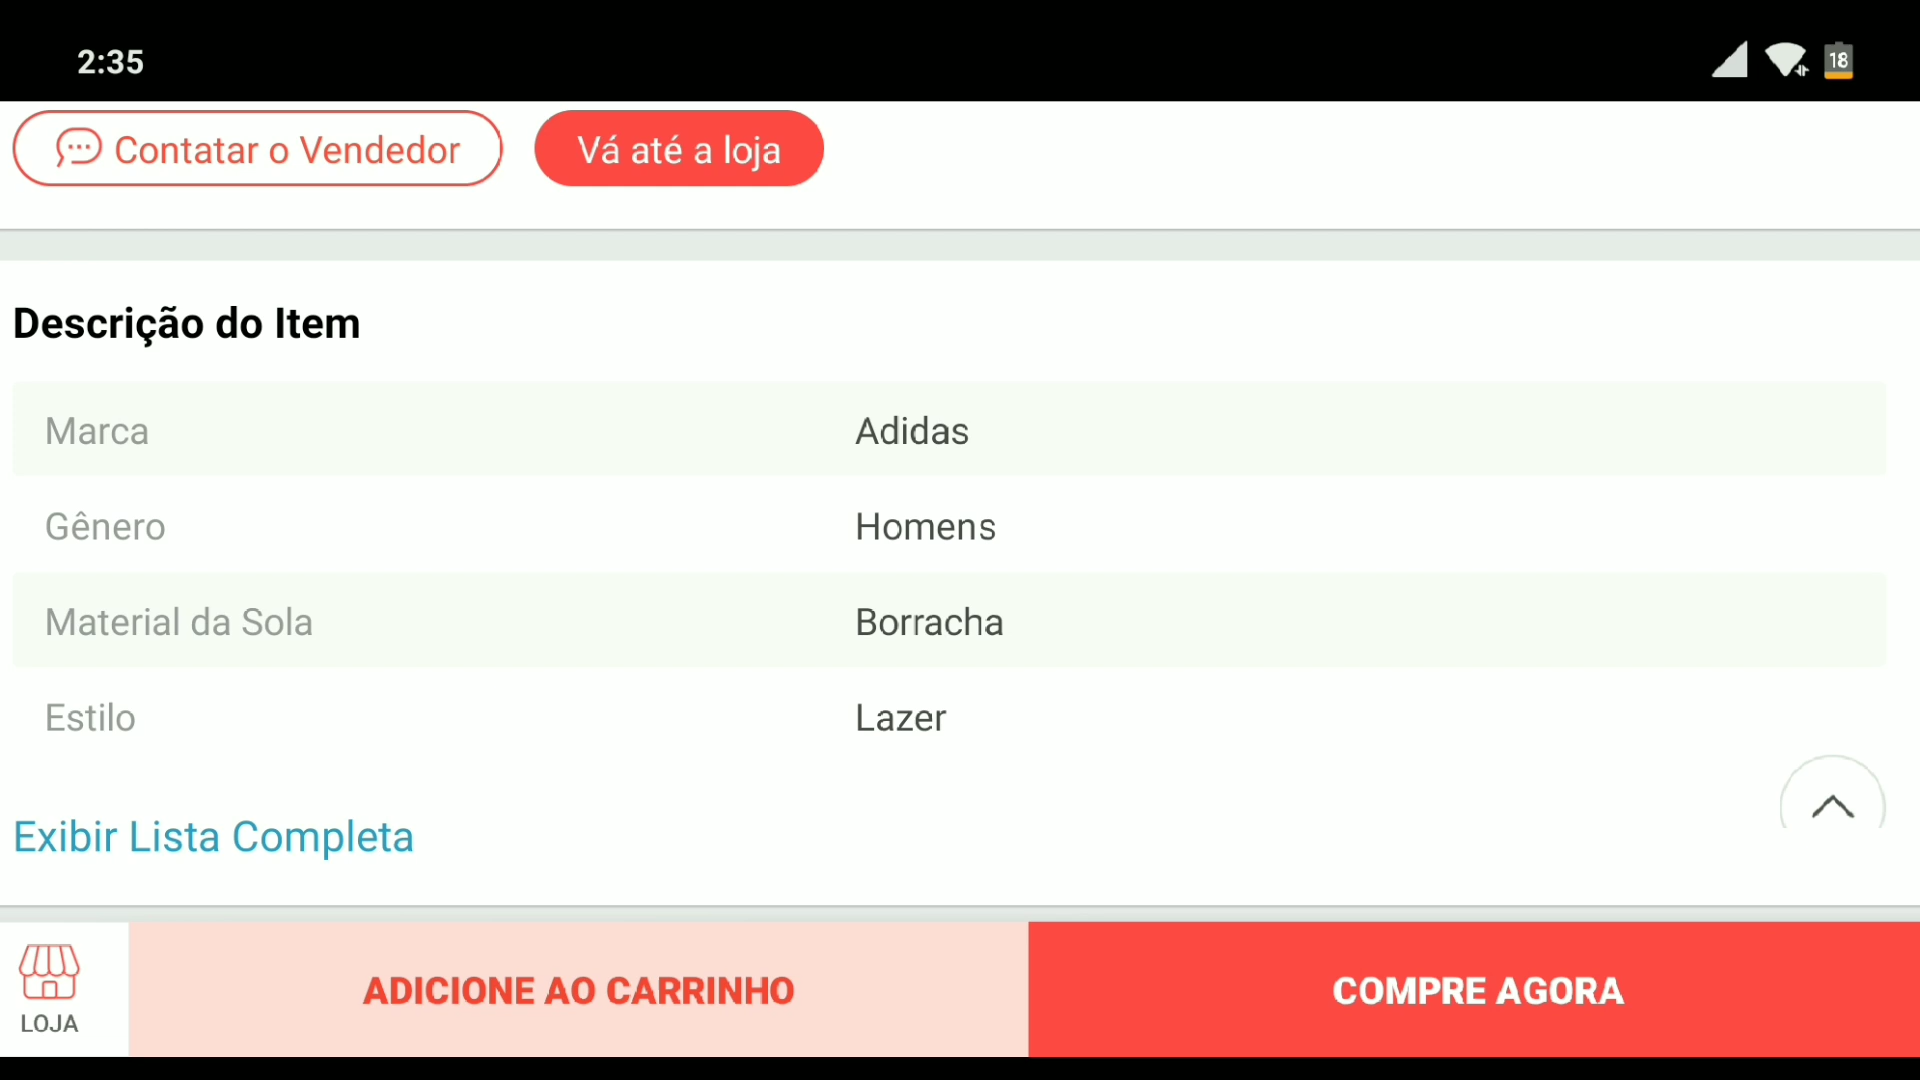 2:35
18
Contatar o Vendedor
Vá até a loja
Descrição do Item
Marca Adidas
Gênero Homens
Material da Sola Borracha
Estilo Lazer
Exibir Lista Completa
LOJA
ADICIONE AO CARRINHO
COMPRE AGORA